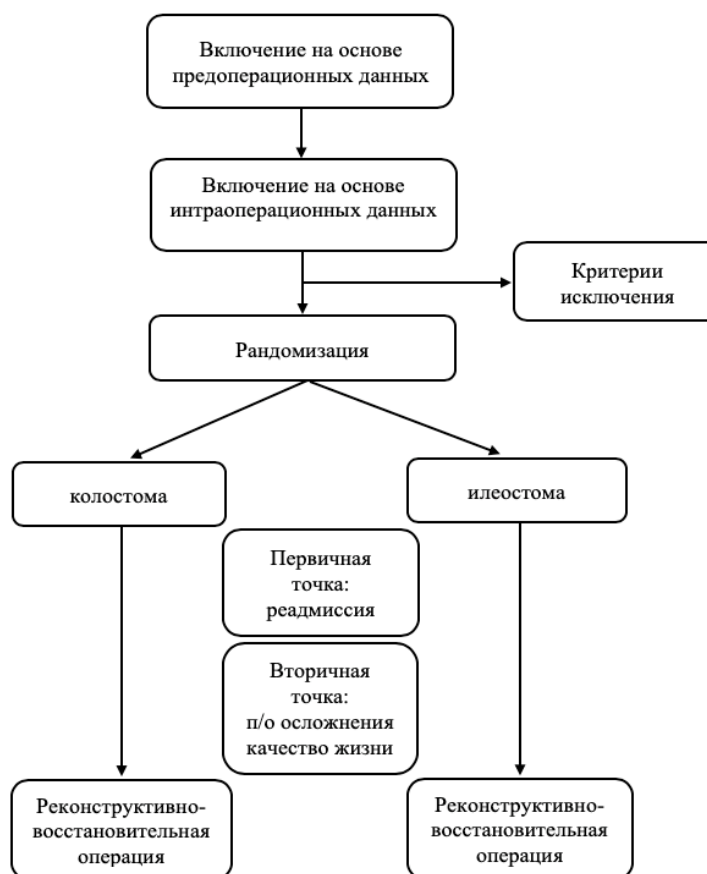 Включение на основе
предоперационных данных
Включение на основе
интраоперационных данных
Критерии
исключения
Рандомизация
колостома
илеостома
Первичная
точка:
реадмиссия
Вторичная
точка:
п/о осложнения
качество жизни
Реконструктивно-
восстановительная
операция
Реконструктивно-
восстановительная
операция